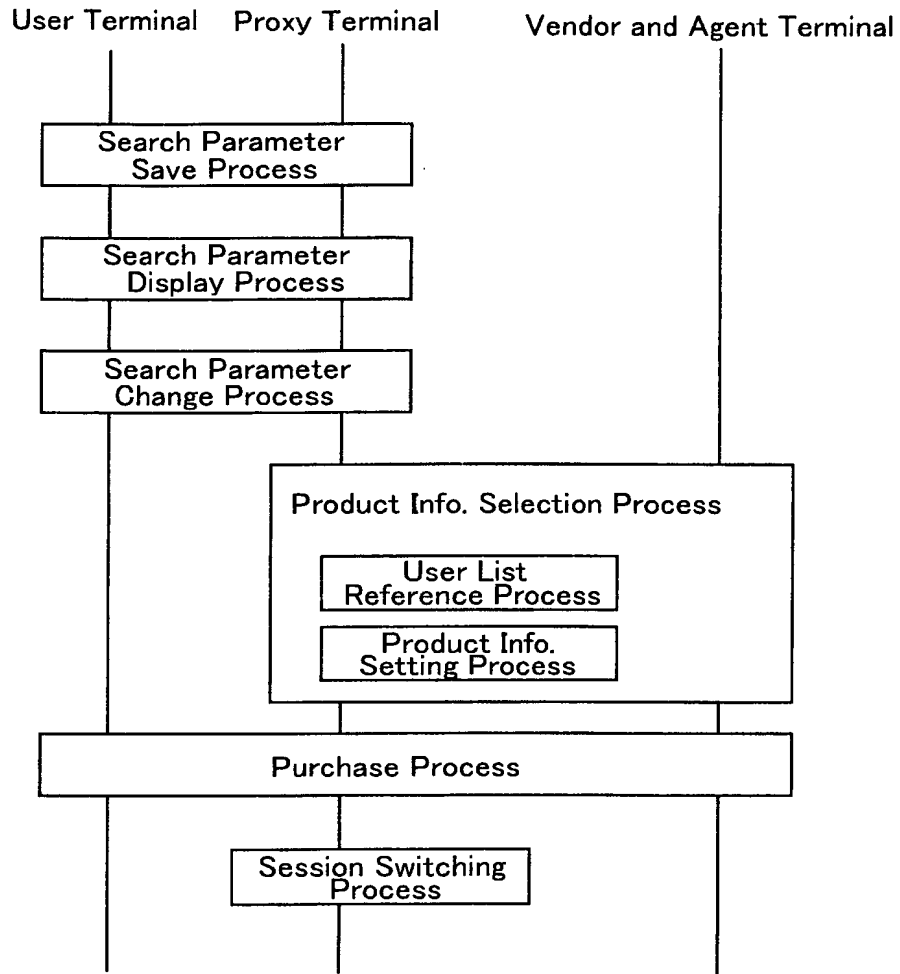 User Terminal
Proxy Terminal
Vendor and Agent Terminal
Search Parameter
Save Process
Search Parameter
Display Process
Search Parameter
Change Process
Product Info. Selection Process
User List
Reference Process
Product Info.
Setting Process
Purchase Process
Session Switching
Process